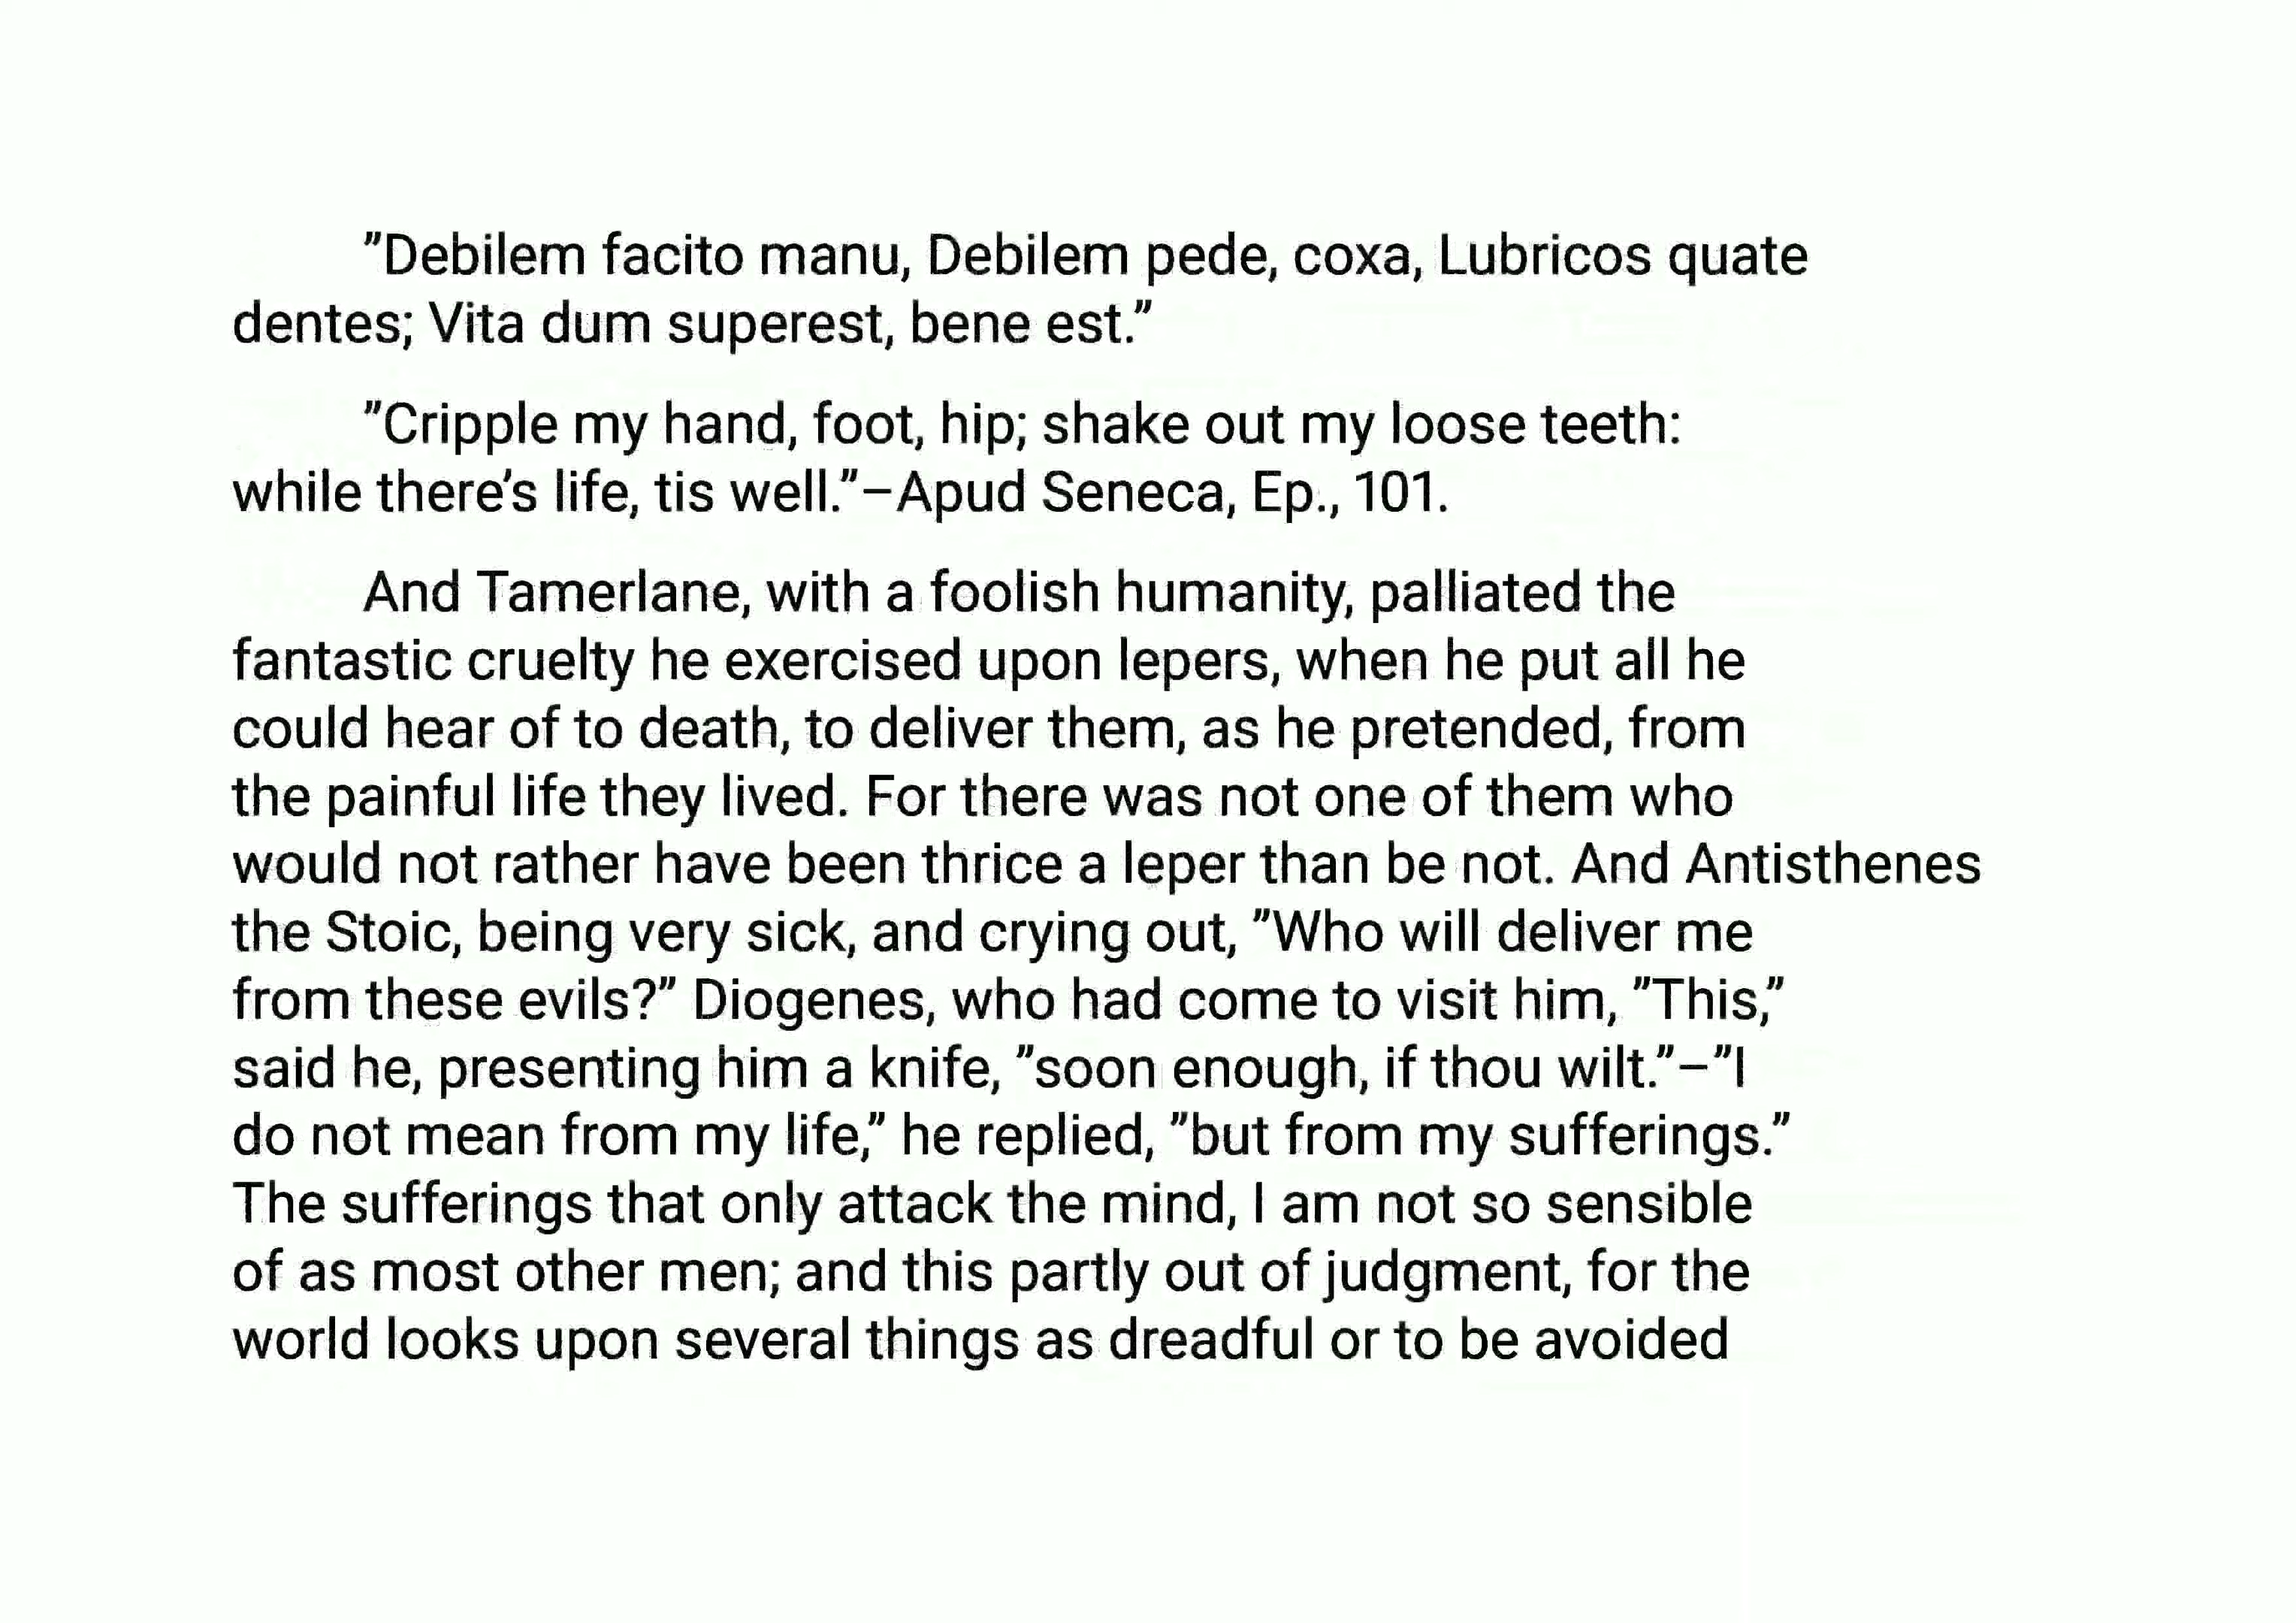 ”Debilem facito manu, Debilem pede, coxa, Lubricos quate
dentes; Vita dum superest, bene est.”
”Cripple my hand, foot, hip; shake out my loose teeth:
while there’s life, tis well.”–Apud Seneca, Ep., 101.
And Tamerlane, with a foolish humanity, palliated the
fantastic cruelty he exercised upon lepers, when he put all he
could hear of to death, to deliver them, as he pretended, from
the painful life they lived. For there was not one of them who
would not rather have been thrice a leper than be not. And Antisthenes
the Stoic, being very sick, and crying out, ”Who will deliver me
from these evils?” Diogenes, who had come to visit him, ”This,”
said he, presenting him a knife, ”soon enough, if thou wilt.”–”I
do not mean from my life,” he replied, ”but from my sufferings.”
The sufferings that only attack the mind, I am not so sensible
of as most other men; and this partly out of judgment, for the
world looks upon several things as dreadful or to be avoided